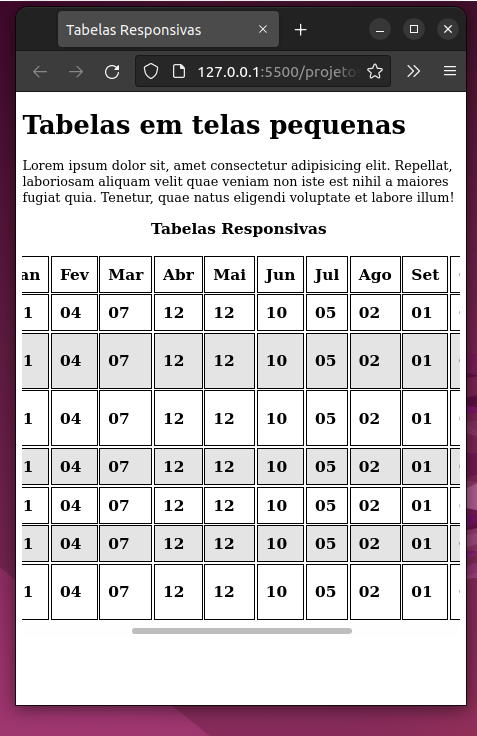 Tabelas Responsivas
127.0.0.1:5500/projeto
Tabelas em telas pequenas
Lorem ipsum dolor sit, amet consectetur adipisicing elit. Repellat,
laboriosam aliquam velit quae veniam non iste est nihil a maiores
fugiat quia. Tenetur, quae natus eligendi voluptate et labore illum!
Tabelas Responsivas
an Fev Mar Abr Mai Jun Jul Ago Set
1 04 07 12 12 10 05 02 01
1 04 07 12 12 10 05 02 01
1 04 07 12 12 10 05 02 01
1 04 07 12 12 10 05 02 01
1 04 07 12 12 10 05 02 01
1 04 07 12 12 10 05 02 01
1 04 07 12 12 10 05 02 01